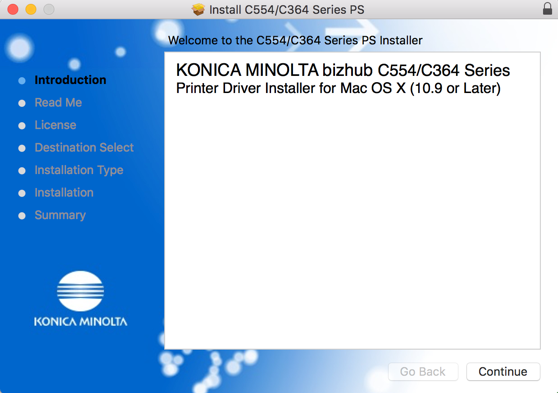 Install C554/C364 Series PS
Welcome to the C554/C364 Series PS Installer
Introduction
Read Me
License
Destination Select
Installation Type
Installation
Summary
KONICA MINOLTA bizhub C554/C364 Series
Printer Driver Installer for Mac OS X (10.9 or Later)
KONICA MINOLTA
Go Back
Continue